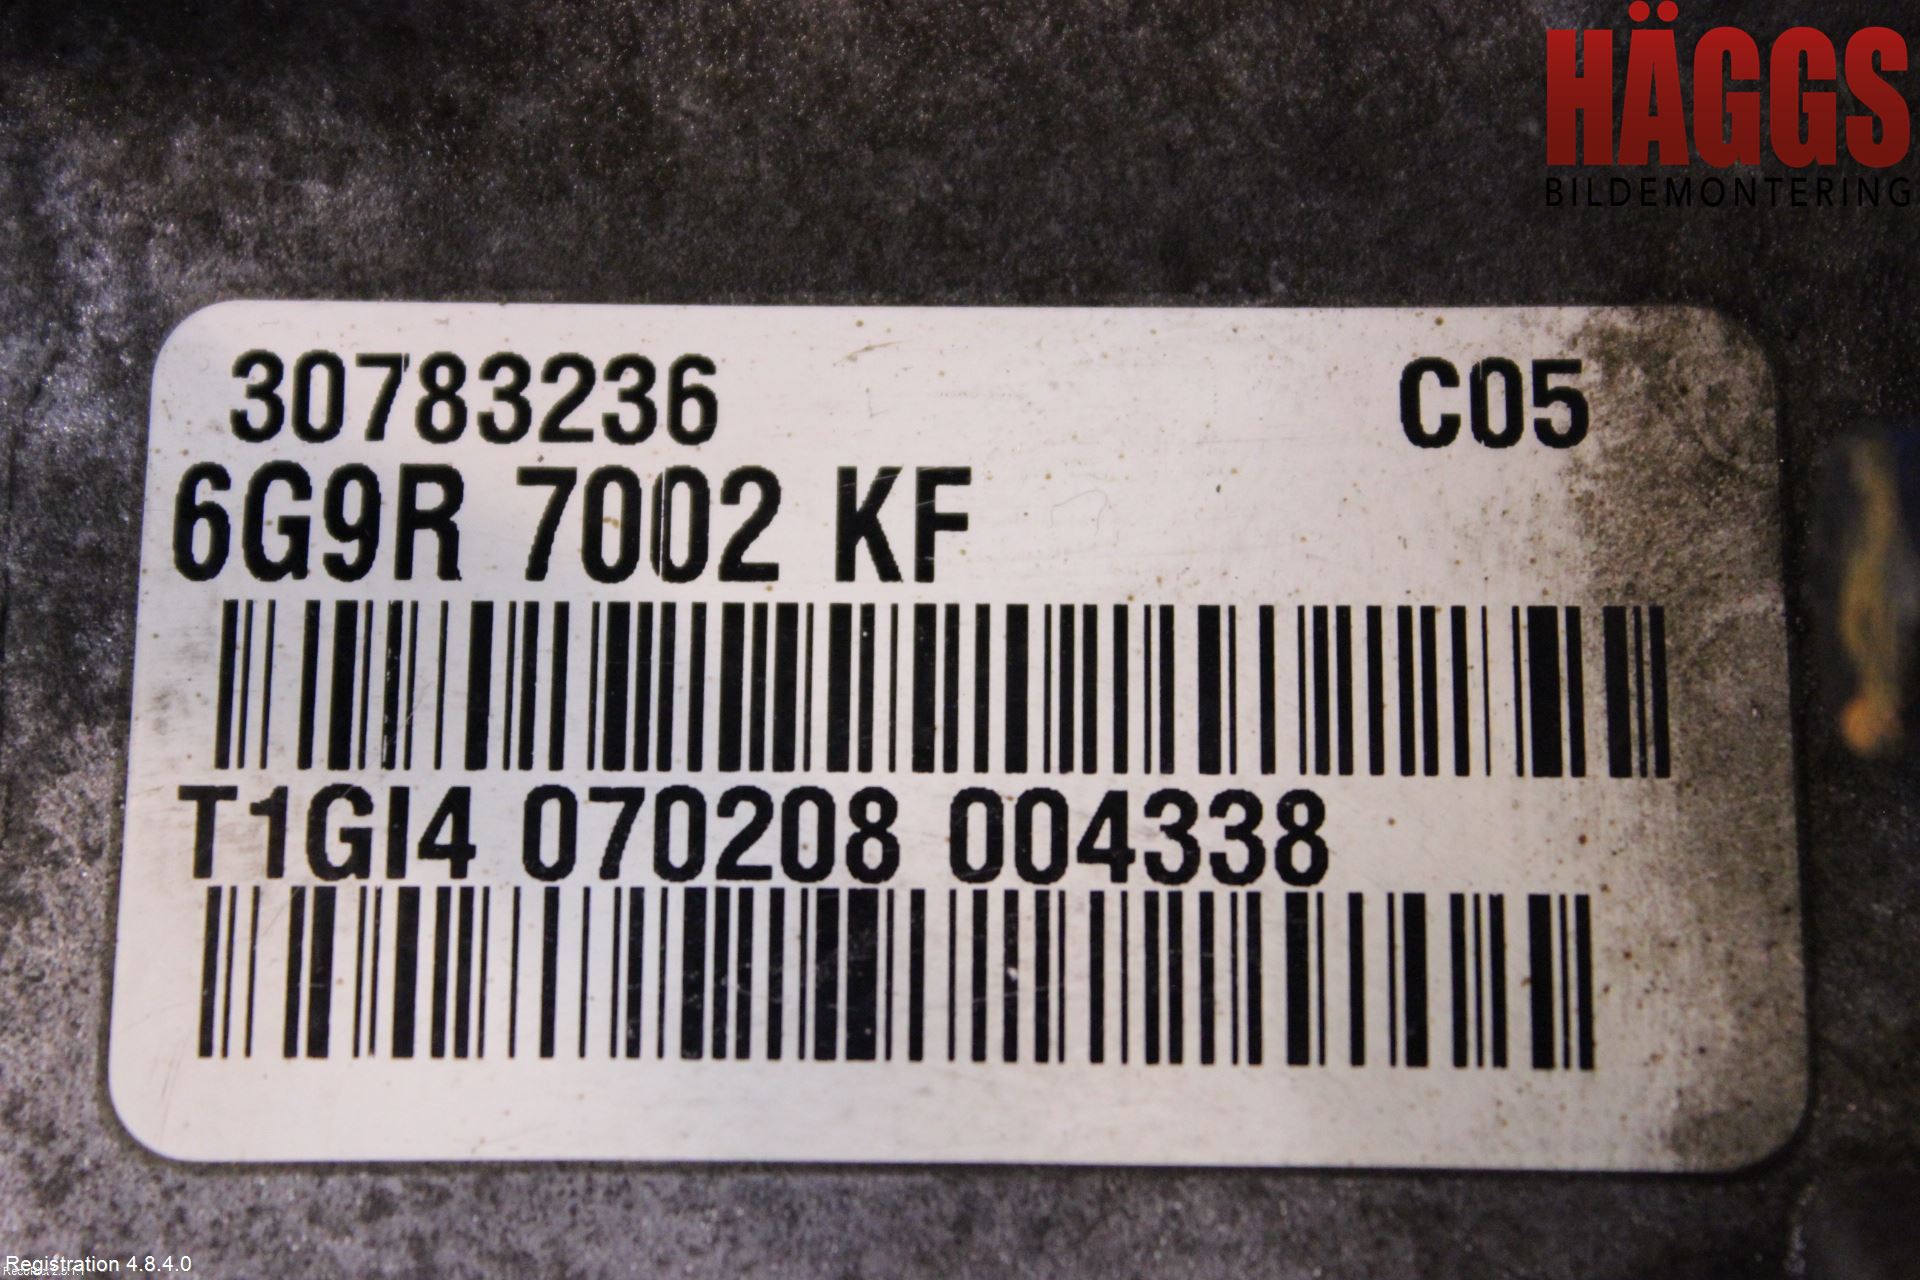 HÄGGS
BILDEMONTERING
30783236 C05
6G9R 7002 KF
T1GI4 070208 004338
Registration 4.8.4.0